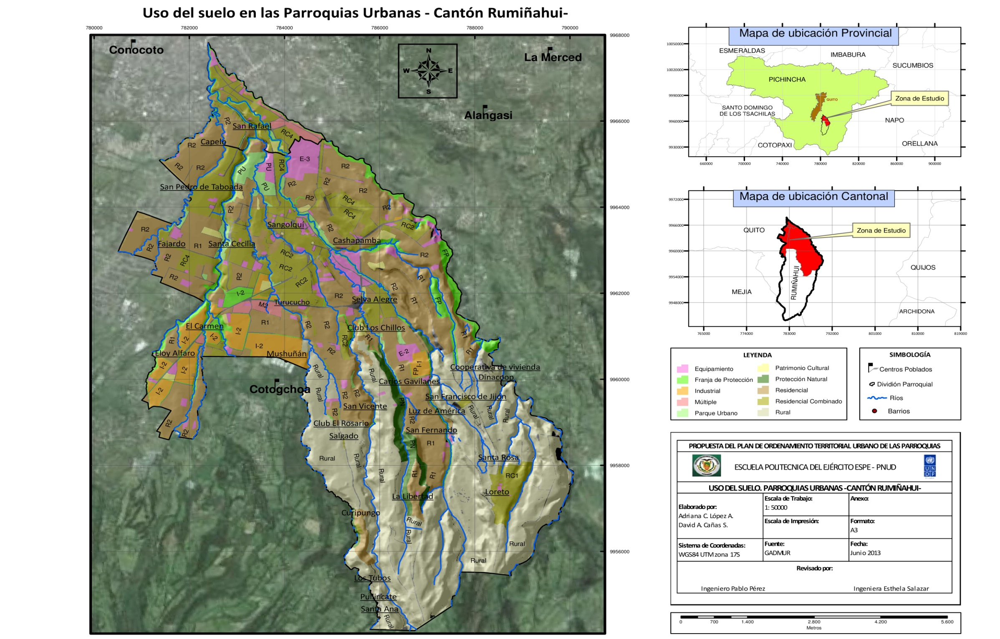 Uso del suelo en las Parroquias Urbanas - Cantón Rumiñahui-
780000 782000 784000 786000 788000 790000
9968000
9966000
9964000
9962000
9960000
9958000
9956000
Conocoto
La Merced
Alangasi
N
W E
S
San Rafael
R2
RC4
Capelo
R2
R2
R2
E-3
PU
PU
RC4
PU
R2
R2
R2
R2
R2
San Pedro de Taboada
R2
RC4
RC4
R2
R2
Sangolquí
R2
RC2
R2
Fajardo
R2
R1
Santa Cecilia
Cashapamba
R2
RC4
RC2
R2
FP
RC2
R2
R2
RC2
R1
I-2
R2
R2
R1
FP
M2
Turucucho
Selva Alegre
El Carmen
R1
R2
R2
Club Los Chillos
R1
R1
I-2
I-2
I-2
RC2
R1
I-2
Mushuñán
R2
E-2
R1
Eloy Alfaro
I-2
I-2
Rural
Rural
R1
FP I-1
Cooperativa de vivienda
Dinacoop
Carlos Gavilanes
Cotogchoa
I-2
Rural
R2
R2
San Francisco de Jijón
PN
San Vicente
Luz de América
R2
R2
Rural
Rural
Rural
R2
R2
Club El Rosario
San Fernando
Salgado
PN
R1
Rural
Rural
Santa Rosa
Rural
R1
R1
RC1
Loreto
La Libertad
Curipungo
Rural
Rural
Rural
Rural
Los Tubos
Pullincate
Santa Ana
Rural
Mapa de ubicación Provincial
10050000
10020000
9990000
9960000
9930000
ESMERALDAS
IMBABURA
SUCUMBIOS
PICHINCHA
QUITO
Zona de Estudio
SANTO DOMINGO
DE LOS TSACHILAS
NAPO
COTOPAXI
ORELLANA
660000 700000 740000 780000 820000 860000 900000
Mapa de ubicación Cantonal
9972000
9966000
9960000
9954000
9948000
QUITO
Zona de Estudio
RUMIÑAHUI
QUIJOS
MEJIA
ARCHIDONA
765000 774000 783000 792000 801000 810000 819000
LEYENDA
Equipamiento
Franja de Protección
Industrial
Múltiple
Parque Urbano
Patrimonio Cultural
Protección Natural
Residencial
Residencial Combinado
Rural
SIMBOLOGÍA
Centros Poblados
Dividión Parroquial
Ríos
Barrios
PROPUESTA DEL PLAN DE ORDENAMIENTO TERRITORIAL URBANO DE LAS PARROQUIAS
ESCUELA POLITECNICA DEL EJÉRCITO ESPE - PNUD
UN
DP
USO DEL SUELO. PARROQUIAS URBANAS -CANTÓN RUMIÑAHUI-
Elaborado por:
Adriana C. López A.
David A. Cañas S.
Escala de Trabajo:
1: 50000
Anexo:
Escala de Impresión:
Formato:
A3
Sistema de Coordenadas:
WGS84 UTM zona 17S
Fuente:
GADMUR
Fecha:
Junio 2013
Revisado por:
Ingeniero Pablo Pérez
Ingeniera Esthela Salazar
0 700 1.400 2.800 4.200 5.600
Metros